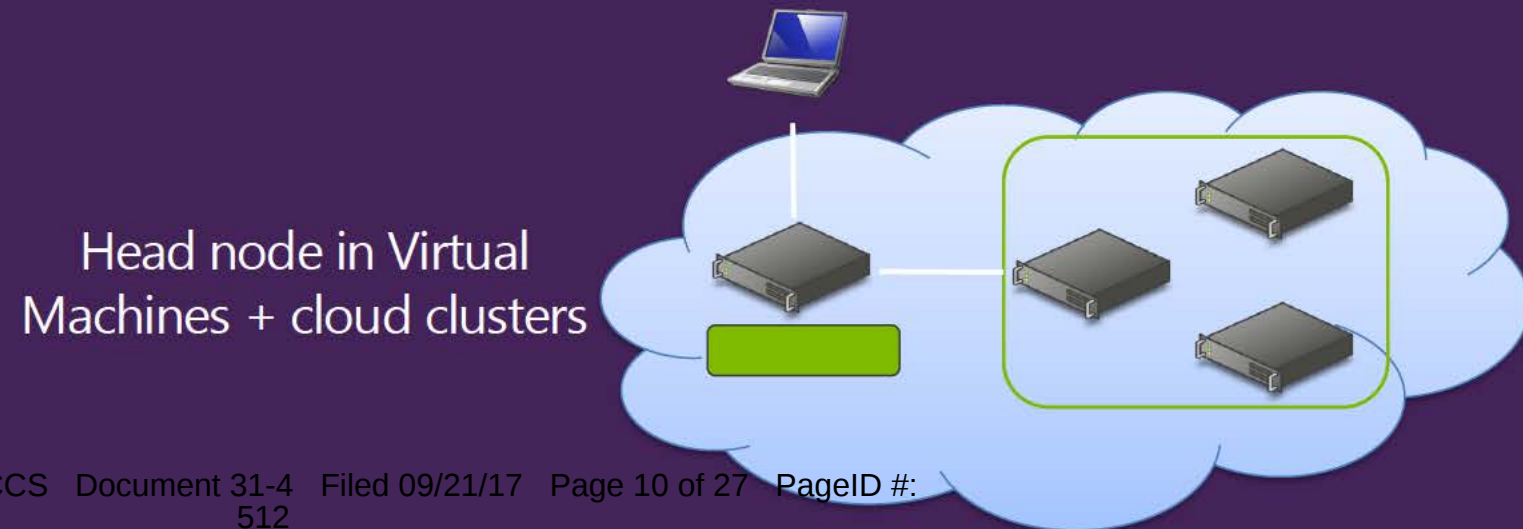 Head node in Virtual
Machines + cloud clusters
CCS Document 31-4 Filed 09/21/17 Page 10 of 27 PageID #:
512